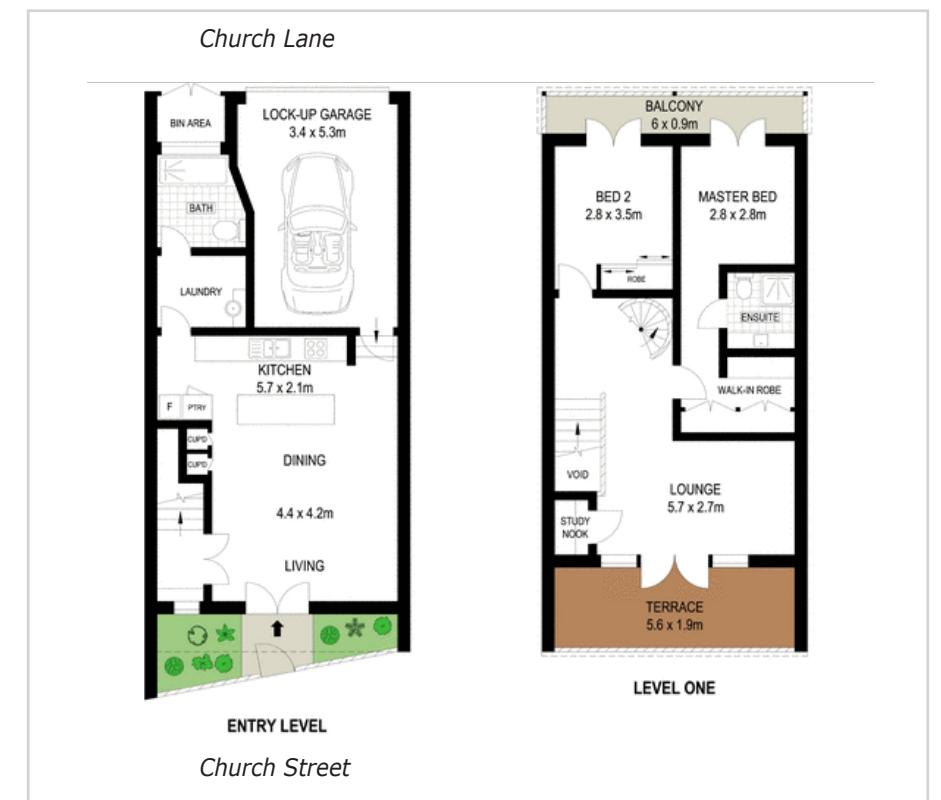 Church Lane
BIN AREA
LOCK-UP GARAGE
3.4 x 5.3m
BATH
LAUNDRY
KITCHEN
5.7 x 2.1m
F
PTRY
CUP'D
CUP'D
DINING
4.4 x 4.2m
LIVING
ENTRY LEVEL
Church Street
BALCONY
6 x 0.9m
BED 2
2.8 x 3.5m
MASTER BED
2.8 x 2.8m
ROBE
ENSUITE
WALK-IN ROBE
VOID
LOUNGE
5.7 x 2.7m
STUDY
NOOK
TERRACE
5.6 x 1.9m
LEVEL ONE